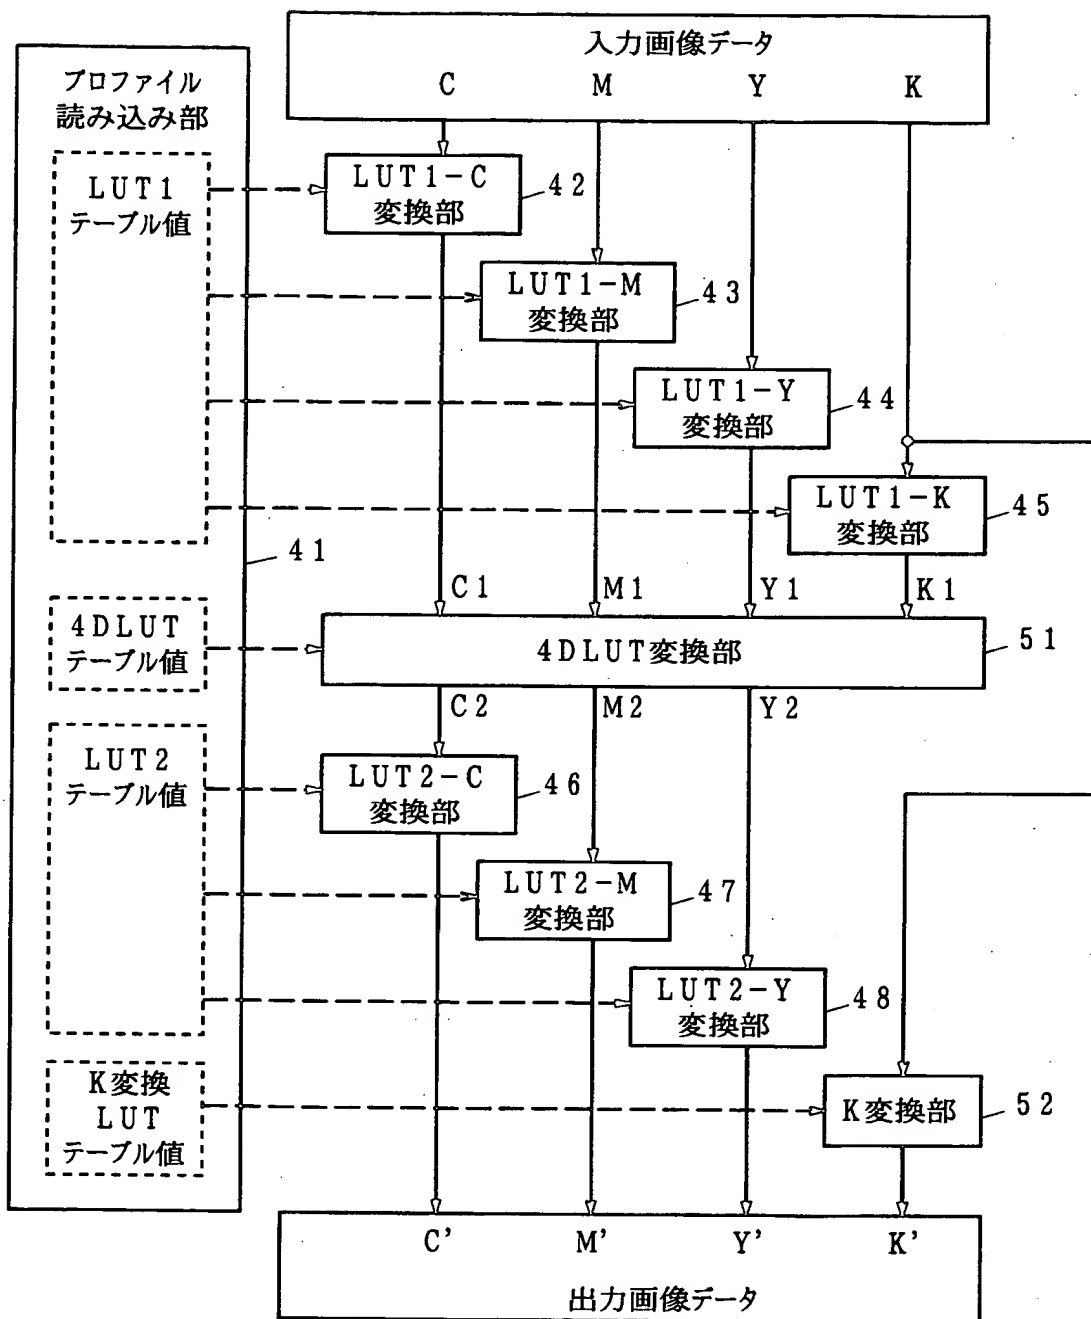 入力画像データ
C M Y K
プロファイル
読み込み部
LUT1
テーブル値
LUT1-C
変換部
42
LUT1-M
変換部
43
LUT1-Y
変換部
44
LUT1-K
変換部
45
41
C1 M1 Y1 K1
4DLUT
テーブル値
4DLUT変換部
51
C2 M2 Y2
LUT2
テーブル値
LUT2-C
変換部
46
LUT2-M
変換部
47
LUT2-Y
変換部
48
K変換
LUT
テーブル値
K変換部
52
C' M' Y' K'
出力画像データ